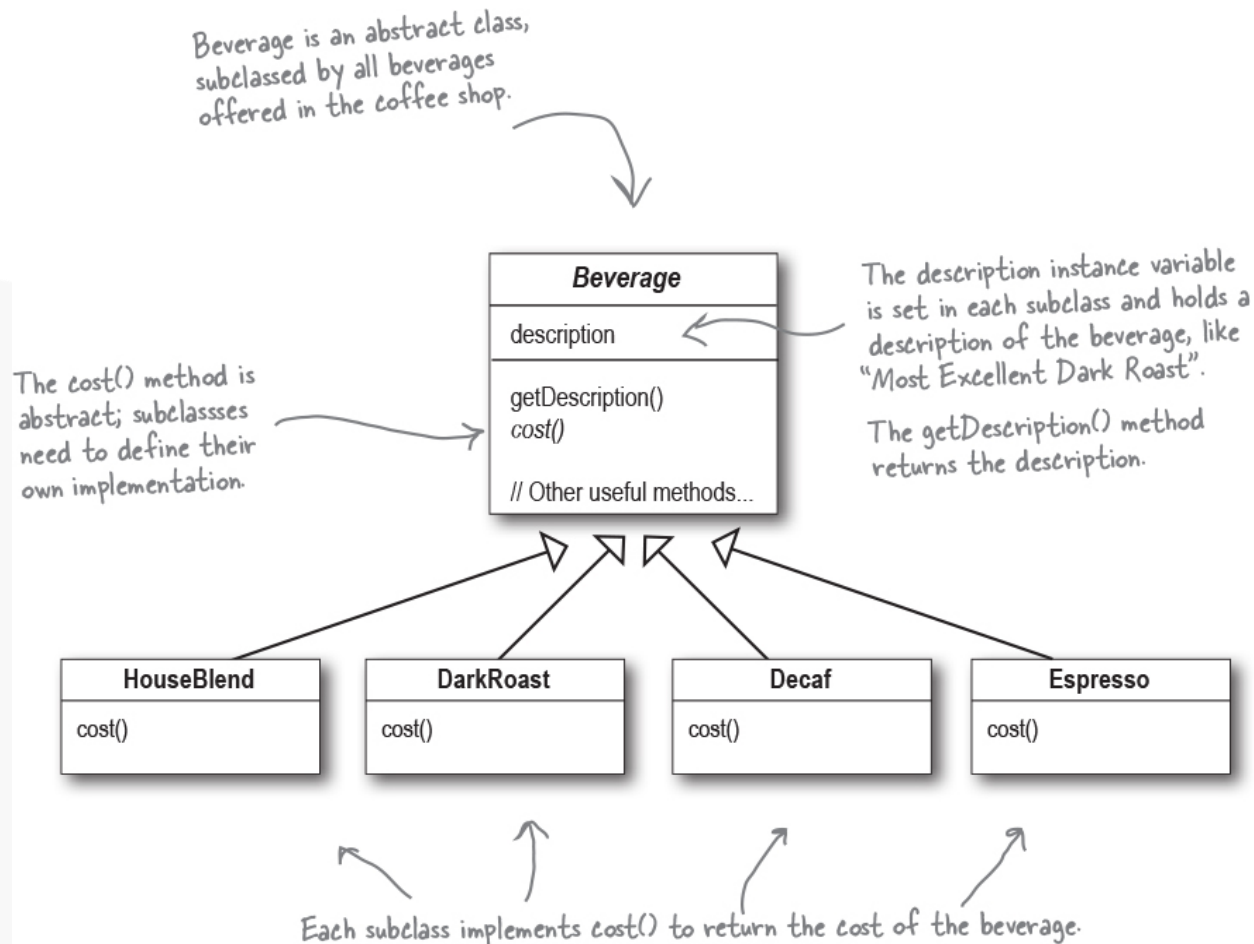 Beverage is an abstract class,
subclassed by all beverages
offered in the coffee shop.
Beverage
description
getDescription()
cost()
// Other useful methods...
The description instance variable
is set in each subclass and holds a
description of the beverage, like
“Most Excellent Dark Roast”.
The getDescription() method
returns the description.
The cost() method is
abstract; subclassses
need to define their
own implementation.
HouseBlend
cost()
DarkRoast
cost()
Decaf
cost()
Espresso
cost()
Each subclass implements cost() to return the cost of the beverage.